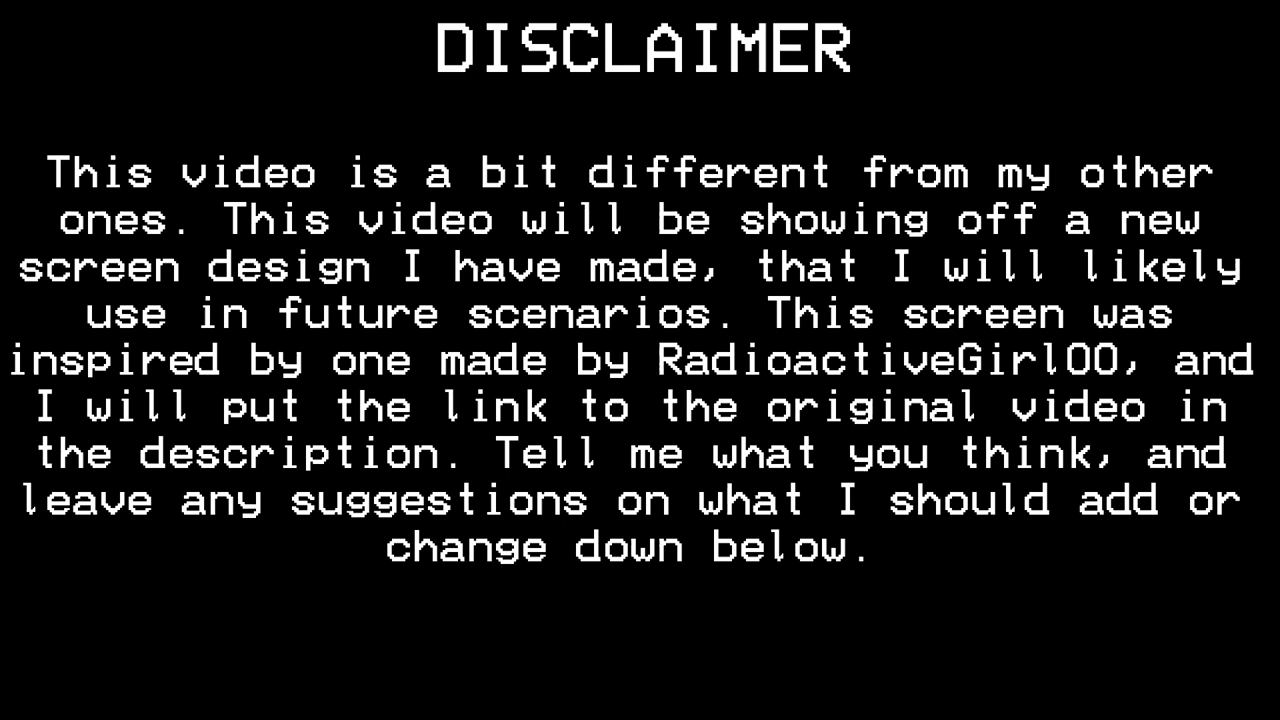 DISCLAIMER
This video is a bit different from my other
ones. This video will be showing off a new
screen design I have made, that I will likely
use in future scenarios. This screen was
inspired by one made by RadioactiveGirl00, and
I will put the link to the original video in
the description. Tell me what you think, and
leave any suggestions on what I should add or
change down below.